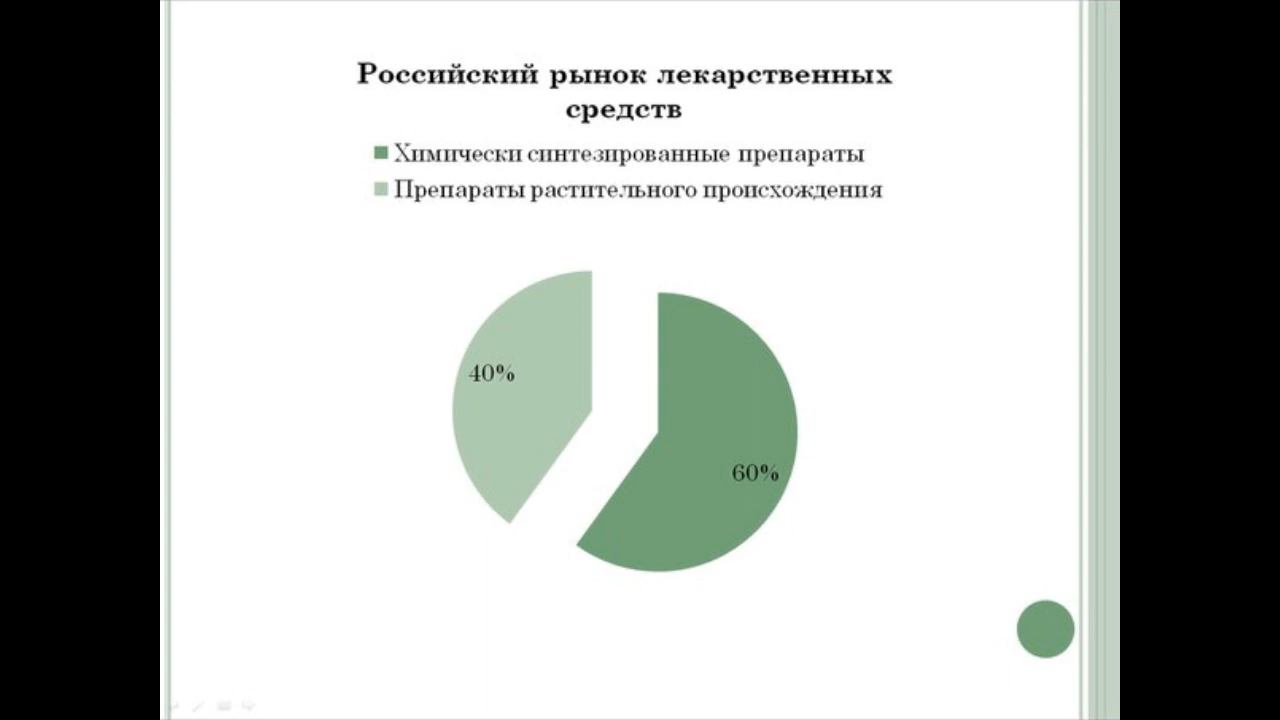 Российский рынок лекарственных
средств
Химически синтезированные препараты
Препараты растительного происхождения
40%
60%